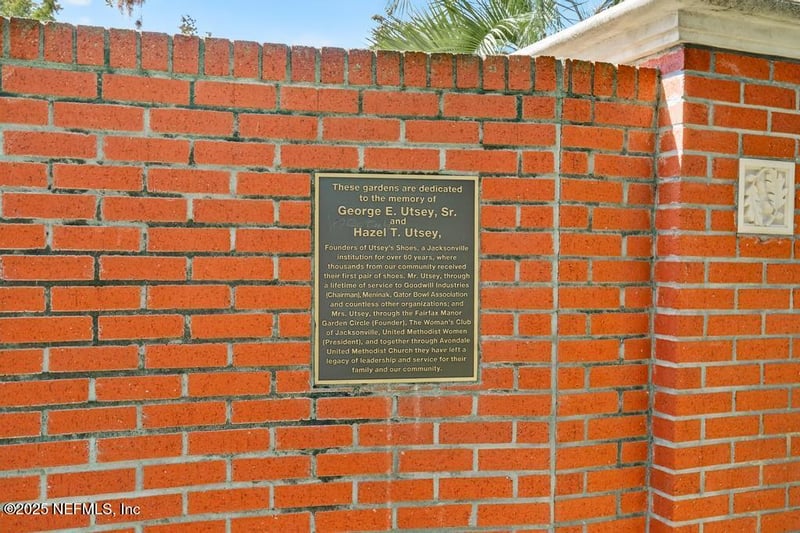 These gardens are dedicated
to the memory of
George E. Utsey, Sr.
and
Hazel T. Utsey,
Founders of Utsey's Shoes, a Jacksonville
institution for over 60 years, where
thousands from our community received
their first pair of shoes. Mr. Utsey, through
a lifetime of service to Goodwill Industries
(Chairman), Meninak, Gator Bowl Association
and countless other organizations; and
Mrs. Utsey, through the Fairfax Manor
Garden Circle (Founder), The Woman's Club
of Jacksonville, United Methodist Women
(President), and together through Avondale
United Methodist Church they have left a
legacy of leadership and service for their
family and our community.
©2025 NEFMLS, Inc